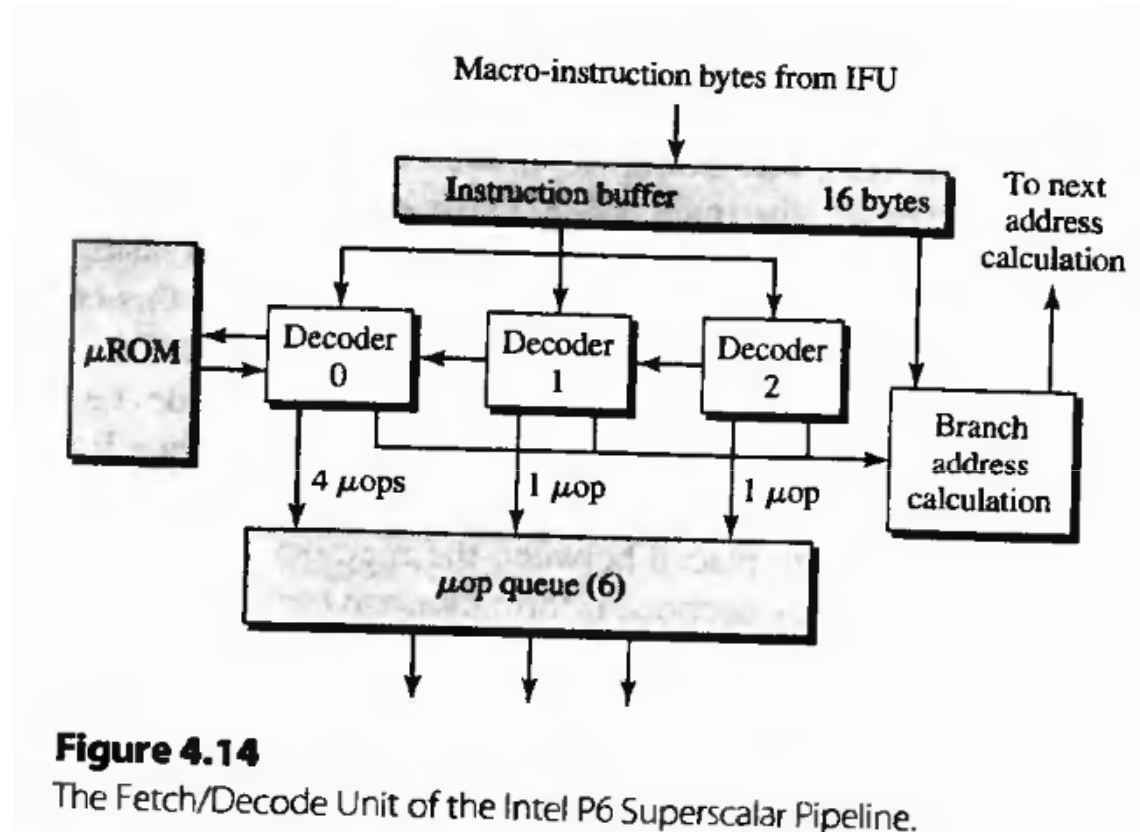 Macro-instruction bytes from IFU
Instruction buffer 16 bytes
To next
address
calculation
μROM
Decoder
0
Decoder
1
Decoder
2
Branch
address
calculation
4 μops
1 μop
1 μop
μop queue (6)
Figure 4.14
The Fetch/Decode Unit of the Intel P6 Superscalar Pipeline.